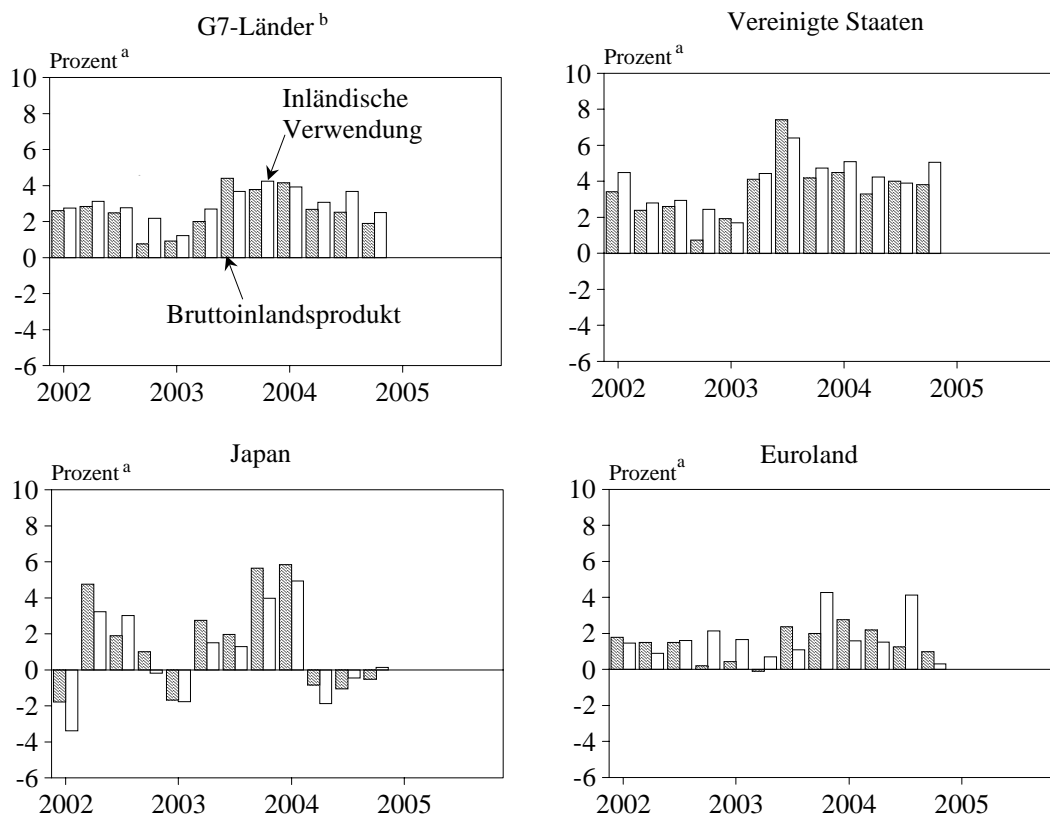 G7-Länder b
Prozent a
10
8
6
4
2
0
-2
-4
-6
Inländische
Verwendung
Bruttoinlandsprodukt
2002 2003 2004 2005
Vereinigte Staaten
Prozent a
10
8
6
4
2
0
-2
-4
-6
2002 2003 2004 2005
Japan
Prozent a
10
8
6
4
2
0
-2
-4
-6
2002 2003 2004 2005
Euroland
Prozent a
10
8
6
4
2
0
-2
-4
-6
2002 2003 2004 2005